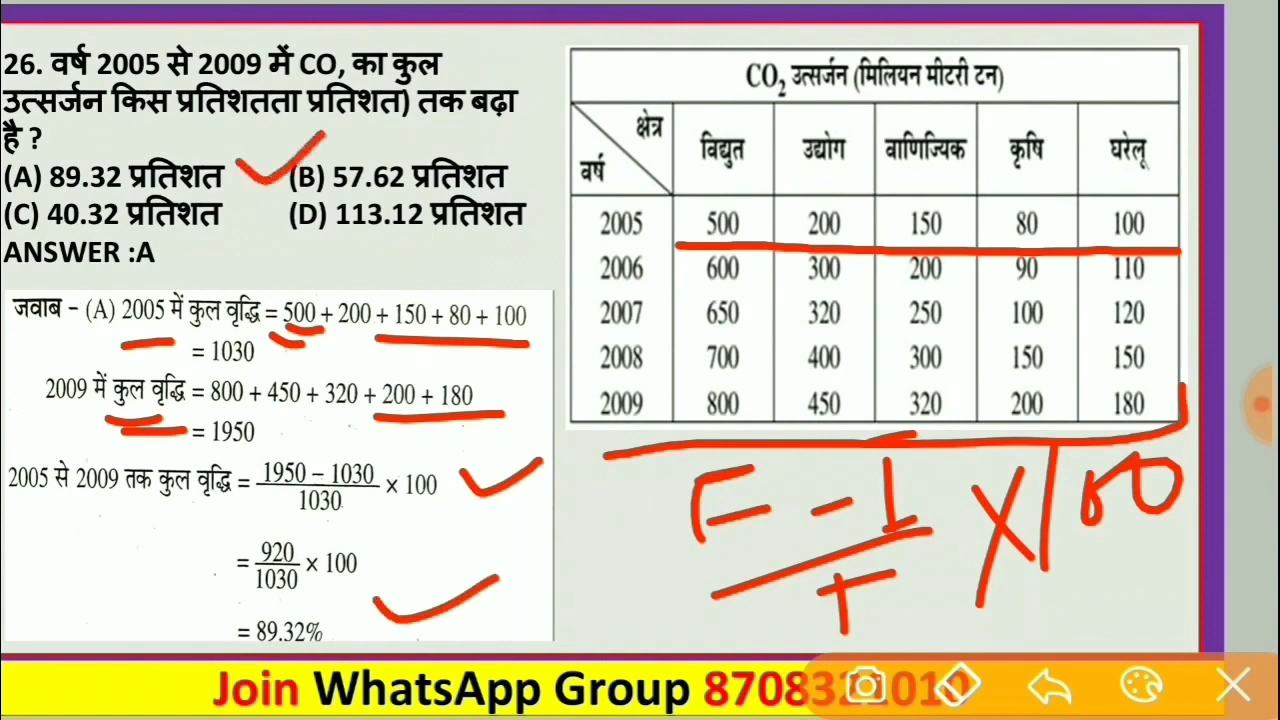 26. वर्ष 2005 से 2009 में CO, का कुल
उत्सर्जन किस प्रतिशतता प्रतिशत) तक बढ़ा
है ?
(A) 89.32 प्रतिशत (B) 57.62 प्रतिशत
(C) 40.32 प्रतिशत (D) 113.12 प्रतिशत
ANSWER :A
जवाब – (A) 2005 में कुल वृद्धि = 500 + 200 + 150 + 80 + 100
= 1030
2009 में कुल वृद्धि = 800 + 450 + 320 + 200 + 180
= 1950
2005 से 2009 तक कुल वृद्धि = 1950 – 1030 / 1030 × 100
= 920 / 1030 × 100
= 89.32%
CO₂ उत्सर्जन (मिलियन मीटरी टन)
क्षेत्र वर्ष विद्युत उद्योग वाणिज्यिक कृषि घरेलू
2005 500 200 150 80 100
2006 600 300 200 90 110
2007 650 320 250 100 120
2008 700 400 300 150 150
2009 800 450 320 200 180
F – I / I × 100
Join WhatsApp Group